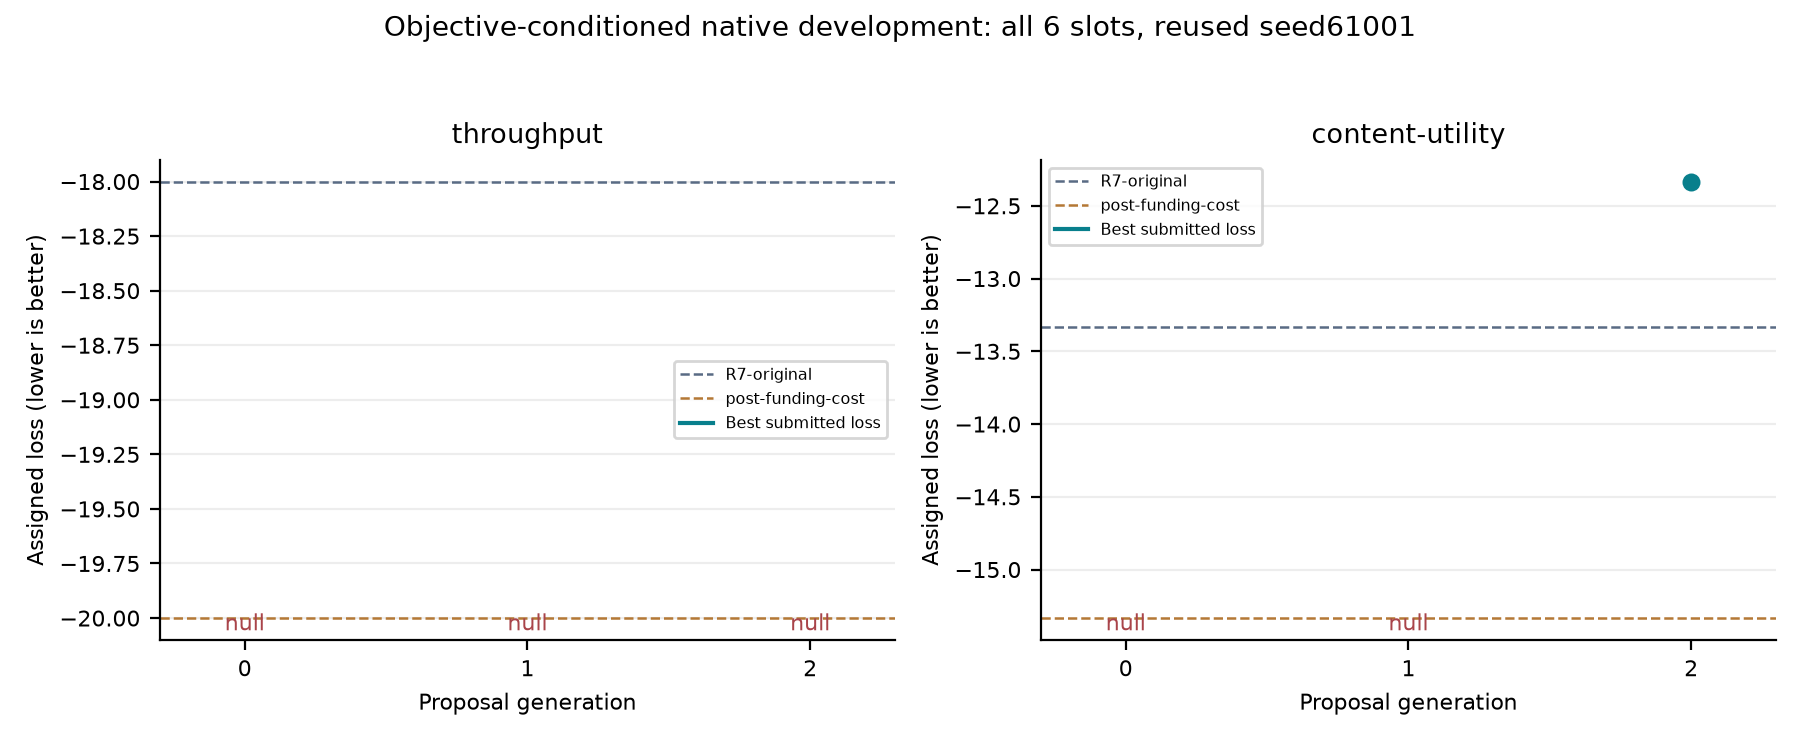 Objective-conditioned native development: all 6 slots, reused seed61001
throughput
Assigned loss (lower is better)
−18.00
−18.25
−18.50
−18.75
−19.00
−19.25
−19.50
−19.75
−20.00
R7-original
post-funding-cost
Best submitted loss
null
null
null
0
1
2
Proposal generation
content-utility
Assigned loss (lower is better)
−12.5
−13.0
−13.5
−14.0
−14.5
−15.0
R7-original
post-funding-cost
Best submitted loss
null
null
0
1
2
Proposal generation